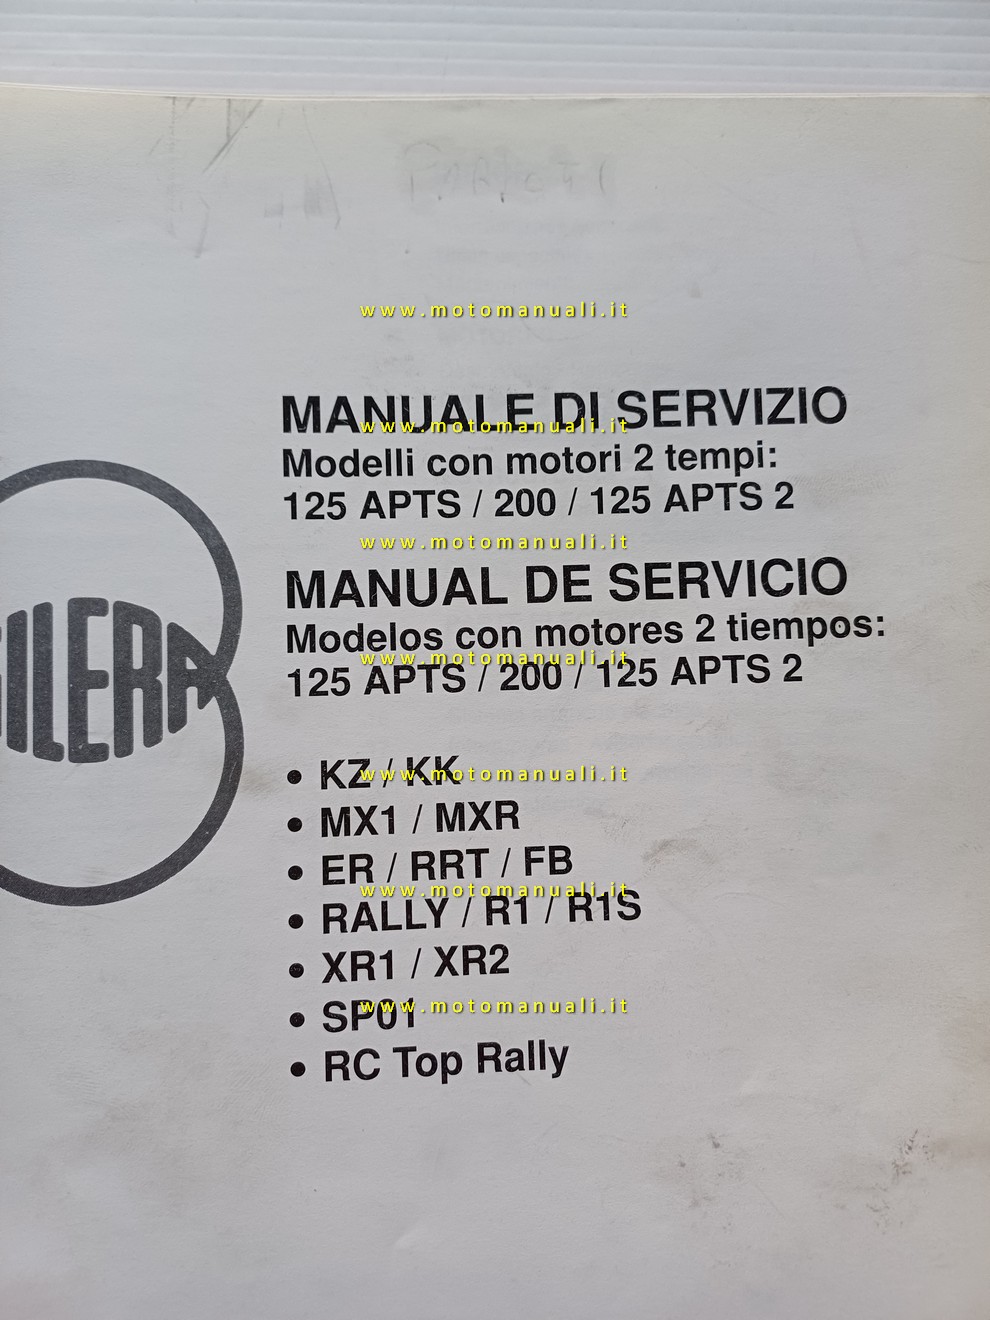 www.motomanuali.it
MANUALE DI SERVIZIO
www.motomanuali.it
Modelli con motori 2 tempi:
125 APTS / 200 / 125 APTS 2
www.motomanuali.it
MANUAL DE SERVICIO
Modelos con motores 2 tiempos:
www.motomanuali.it
125 APTS / 200 / 125 APTS 2
ILERA
• KZ / KK
www.motomanuali.it
• MX1 / MXR
• ER / RRT / FB
www.motomanuali.it
• RALLY / R1 / R1S
• XR1 / XR2
www.motomanuali.it
• SP01
• RC Top Rally